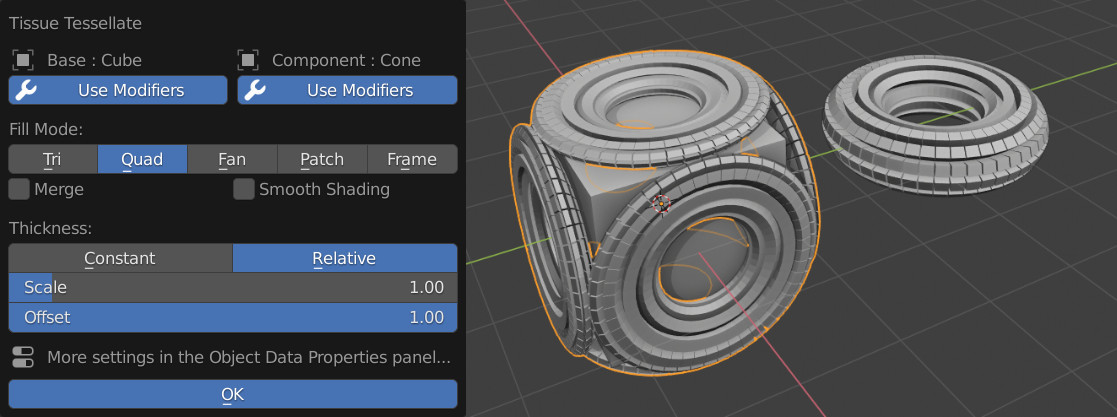 Tissue Tessellate
Base : Cube Component : Cone
Use Modifiers Use Modifiers
Fill Mode:
Tri Quad Fan Patch Frame
Merge Smooth Shading
Thickness:
Constant Relative
Scale 1.00
Offset 1.00
More settings in the Object Data Properties panel...
OK